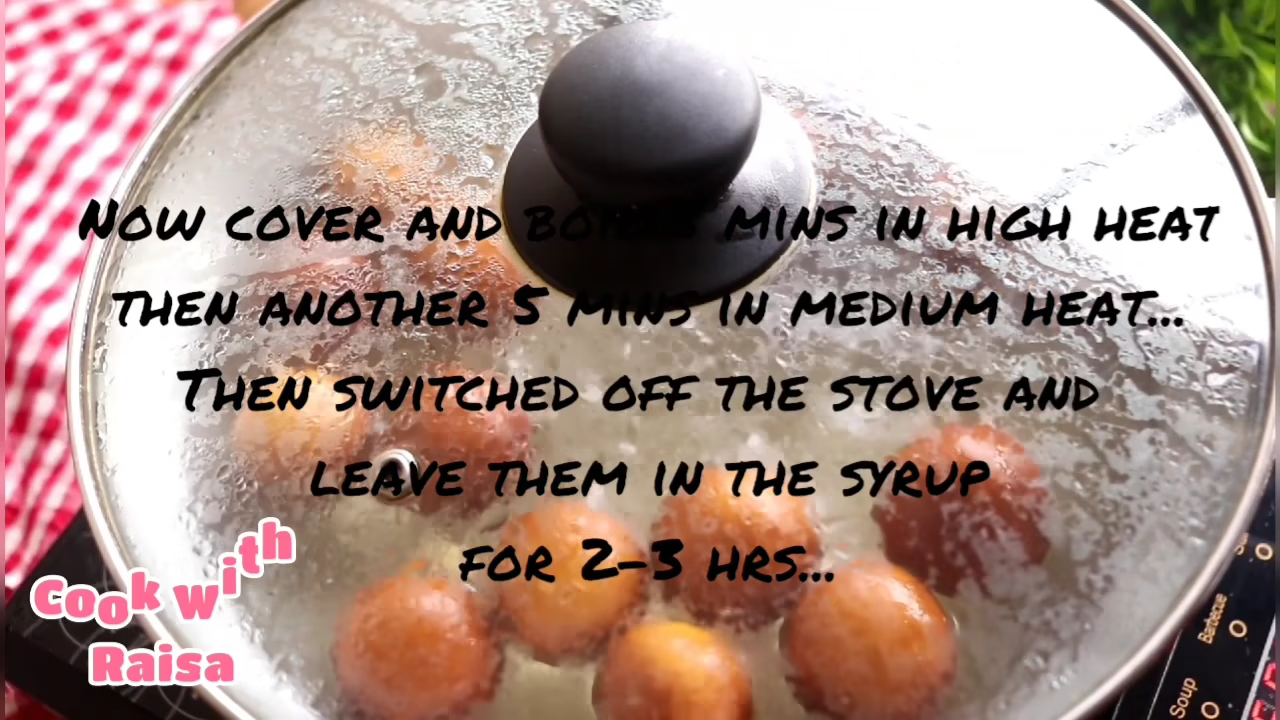 Now cover and mins in high heat
then another 5 mins in medium heat...
Then switched off the stove and
leave them in the syrup
for 2-3 hrs...
Cook with
Raisa
Barbecue
Soup